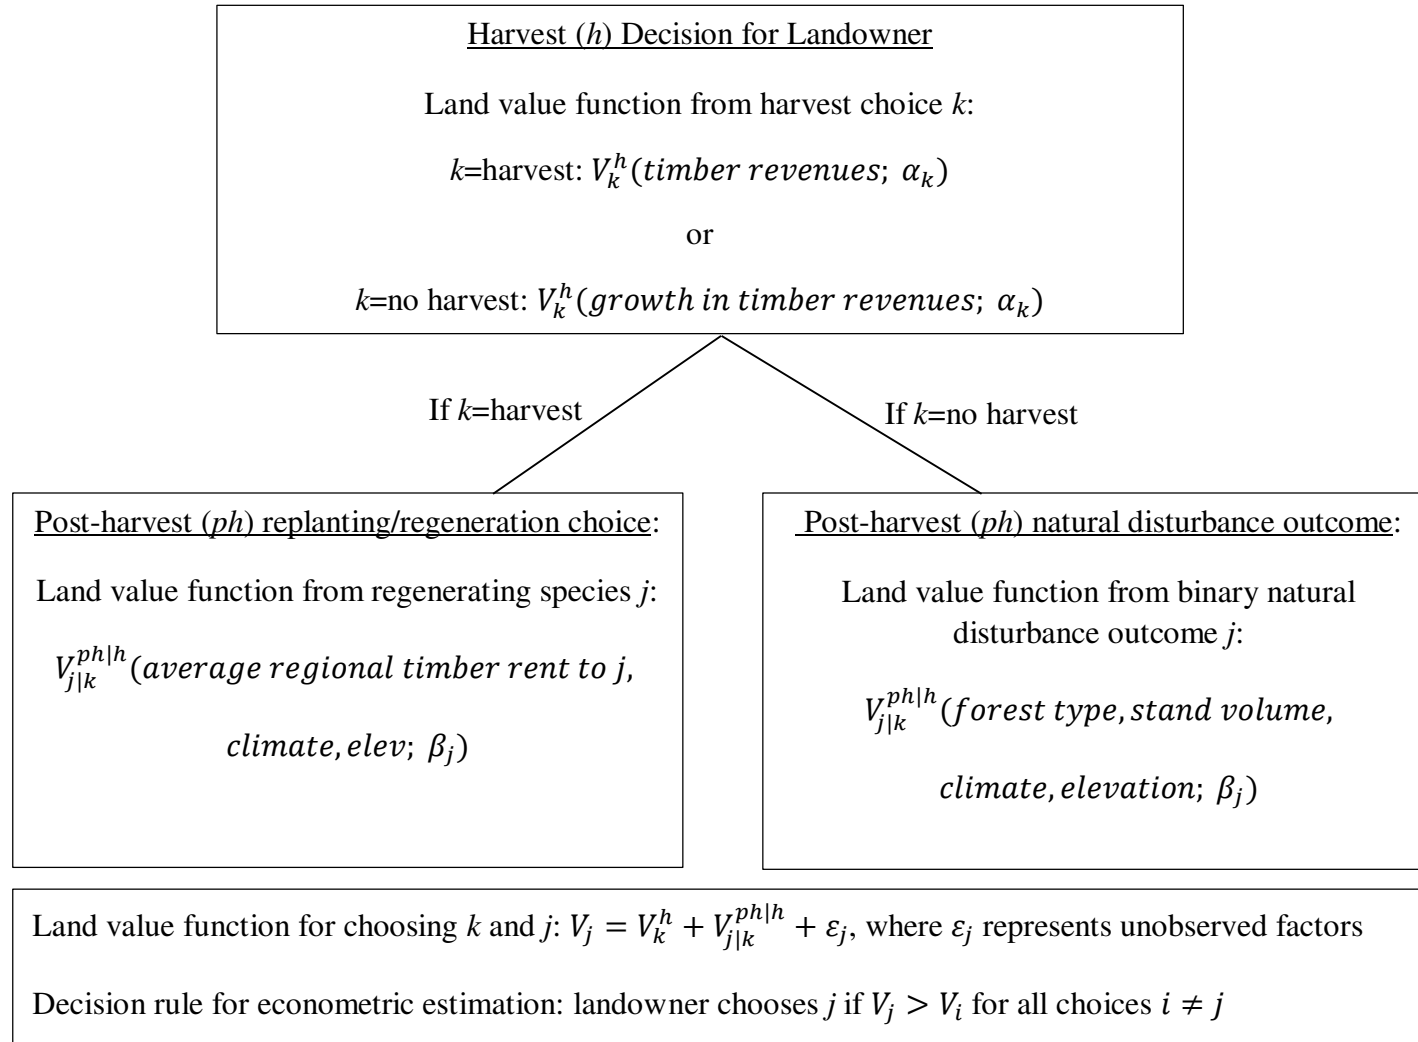 Harvest (h) Decision for Landowner
Land value function from harvest choice k:
k=harvest: V_k^h(timber revenues; α_k)
or
k=no harvest: V_k^h(growth in timber revenues; α_k)
If k=harvest
If k=no harvest
Post-harvest (ph) replanting/regeneration choice:
Land value function from regenerating species j:
V_{j|k}^{ph|h}(average regional timber rent to j,
climate, elev; β_j)
Post-harvest (ph) natural disturbance outcome:
Land value function from binary natural
disturbance outcome j:
V_{j|k}^{ph|h}(forest type, stand volume,
climate, elevation; β_j)
Land value function for choosing k and j: V_j = V_k^h + V_{j|k}^{ph|h} + ε_j, where ε_j represents unobserved factors
Decision rule for econometric estimation: landowner chooses j if V_j > V_i for all choices i ≠ j